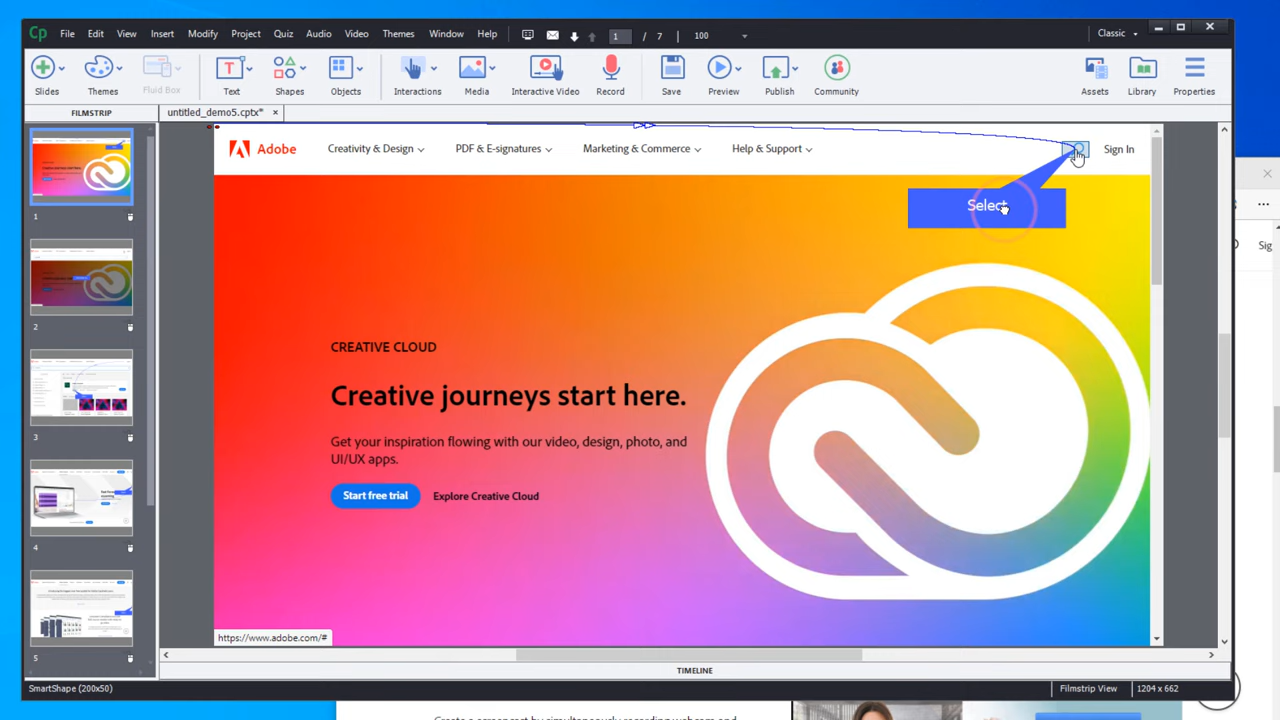 Cp File Edit View Insert Modify Project Quiz Audio Video Themes Window Help 1 / 7 100 Classic
Slides Themes Fluid Box Text Shapes Objects Interactions Media Interactive Video Record Save Preview Publish Community Assets Library Properties
FILMSTRIP untitled_demo5.cptx*
Adobe Creativity & Design PDF & E-signatures Marketing & Commerce Help & Support Sign In
Select
1
2
3
4
5
CREATIVE CLOUD
Creative journeys start here.
Get your inspiration flowing with our video, design, photo, and
UI/UX apps.
Start free trial Explore Creative Cloud
https://www.adobe.com/#
TIMELINE
SmartShape (200x50) Filmstrip View 1204 x 662
Sig